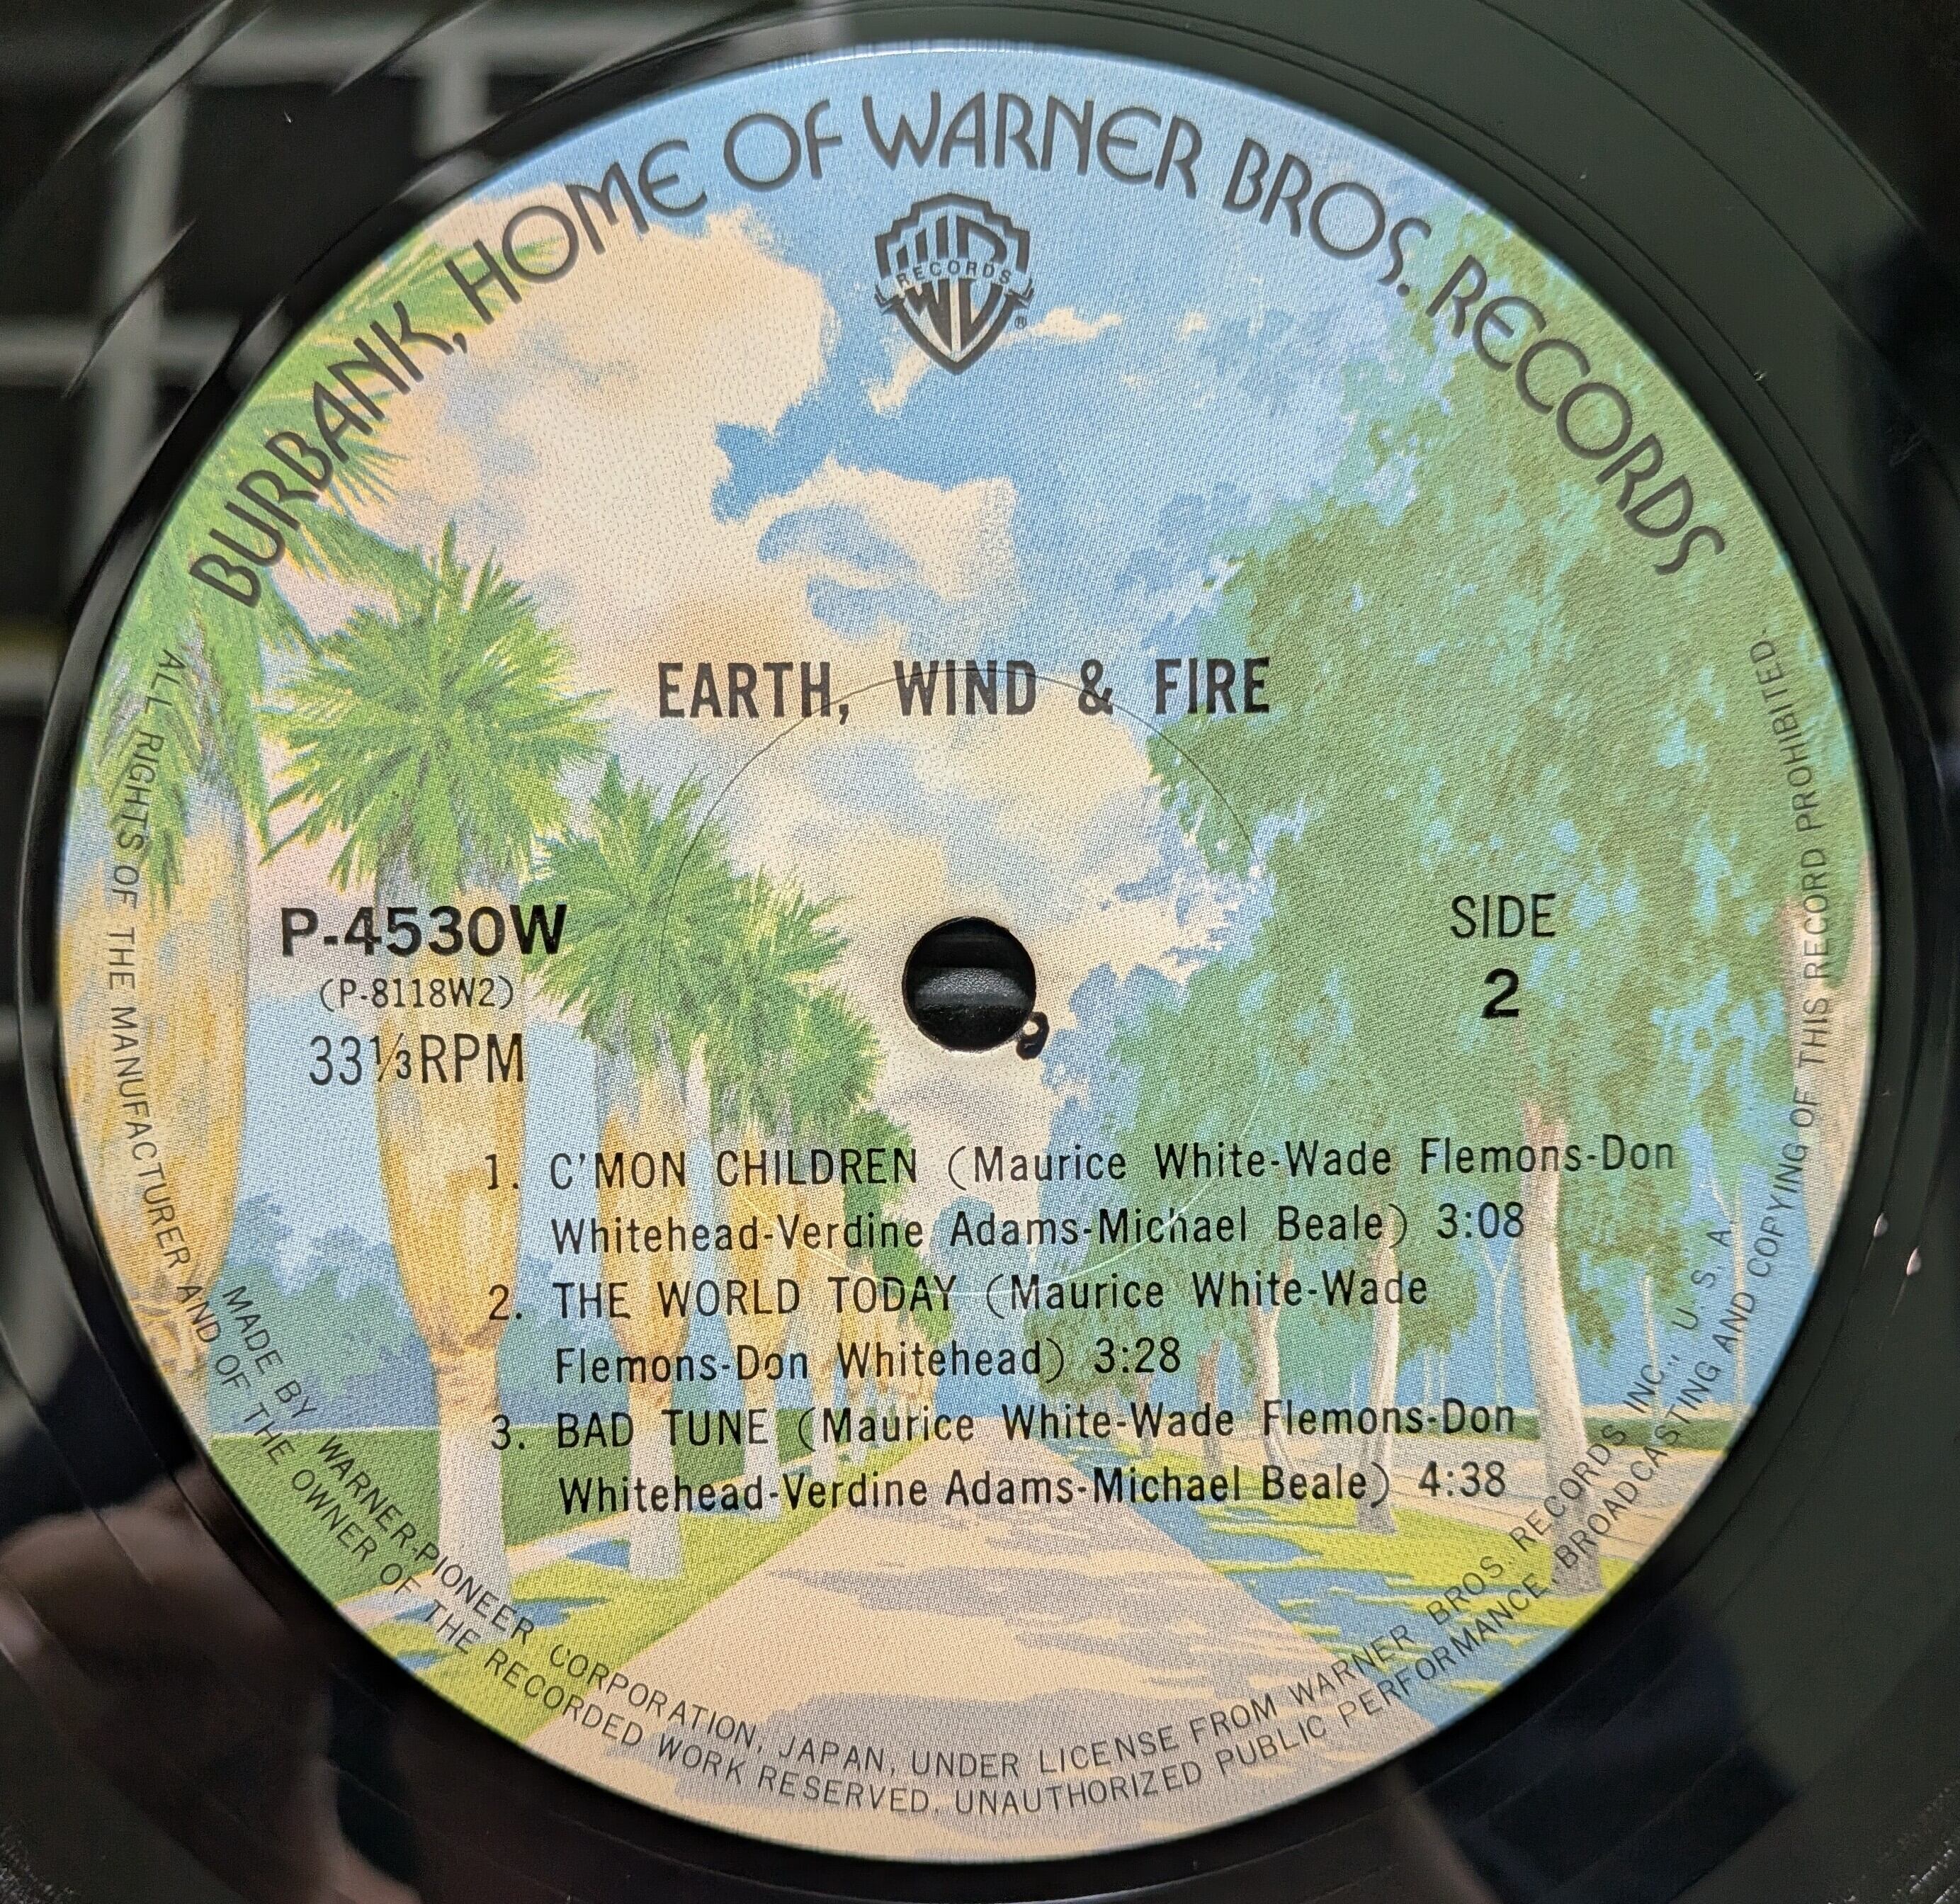 BURBANK, HOME OF WARNER BROS. RECORDS
RECORDS
®
EARTH, WIND & FIRE
P-4530W
(P-8118W2)
33⅓RPM
SIDE
2
1. C'MON CHILDREN (Maurice White-Wade Flemons-Don
Whitehead-Verdine Adams-Michael Beale) 3:08
2. THE WORLD TODAY (Maurice White-Wade
Flemons-Don Whitehead) 3:28
3. BAD TUNE (Maurice White-Wade Flemons-Don
Whitehead-Verdine Adams-Michael Beale) 4:38
MADE BY WARNER-PIONEER CORPORATION, JAPAN, UNDER LICENSE FROM WARNER BROS. RECORDS INC., U. S. A.
ALL RIGHTS OF THE MANUFACTURER AND OF THE OWNER OF THE RECORDED WORK RESERVED. UNAUTHORIZED PUBLIC PERFORMANCE, BROADCASTING AND COPYING OF THIS RECORD PROHIBITED.